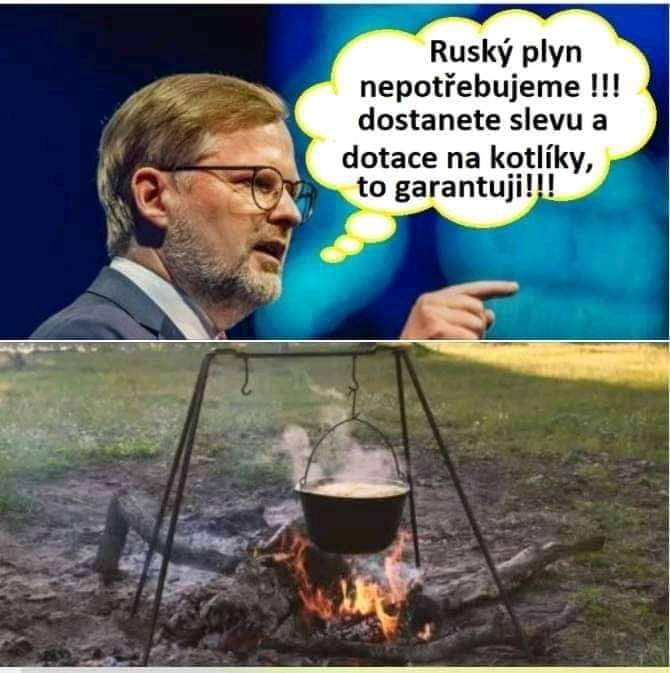 Ruský plyn
nepotřebujeme !!!
dostanete slevu a
dotace na kotlíky,
to garantuji!!!